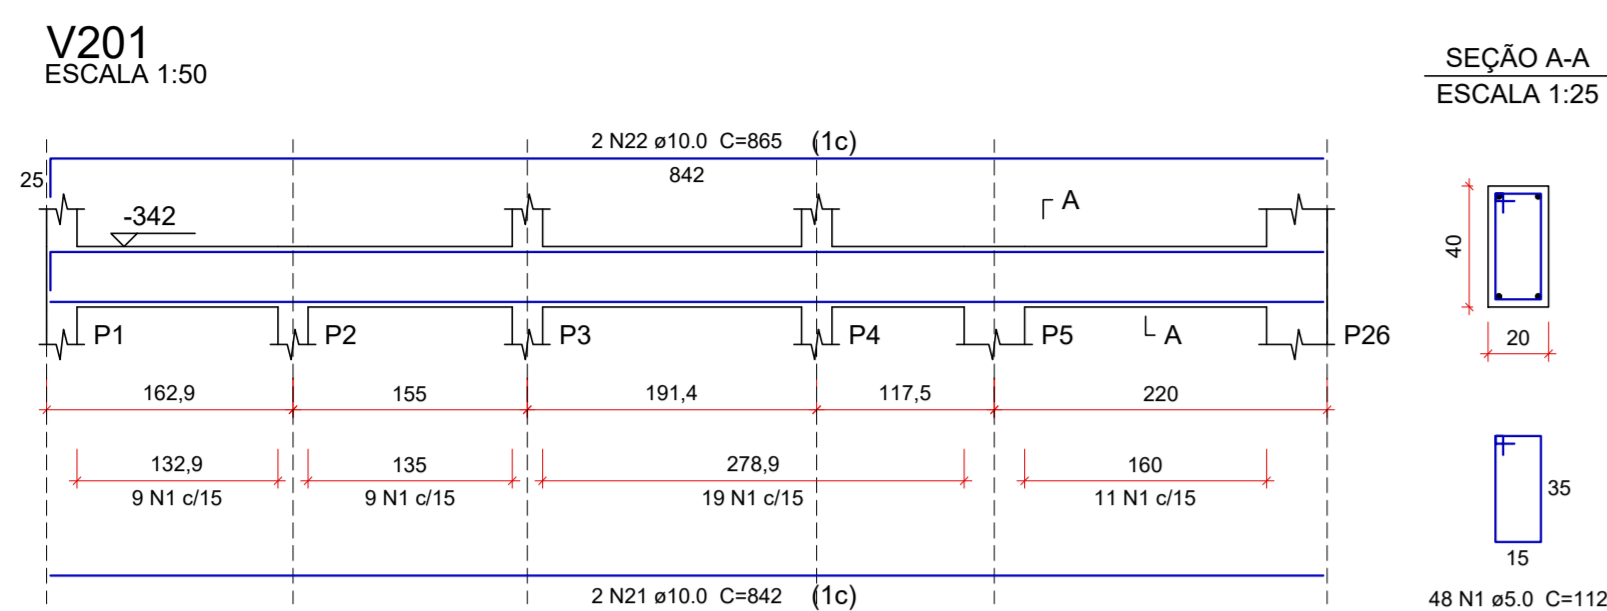 V201
ESCALA 1:50
SEÇÃO A-A
ESCALA 1:25
2 N22 ø10.0 C=865 (1c)
842
25
-342
A
40
P1 P2 P3 P4 P5 A P26
20
162,9 155 191,4 117,5 220
132,9 135 278,9 160
9 N1 c/15 9 N1 c/15 19 N1 c/15 11 N1 c/15
35
15
2 N21 ø10.0 C=842 (1c)
48 N1 ø5.0 C=112